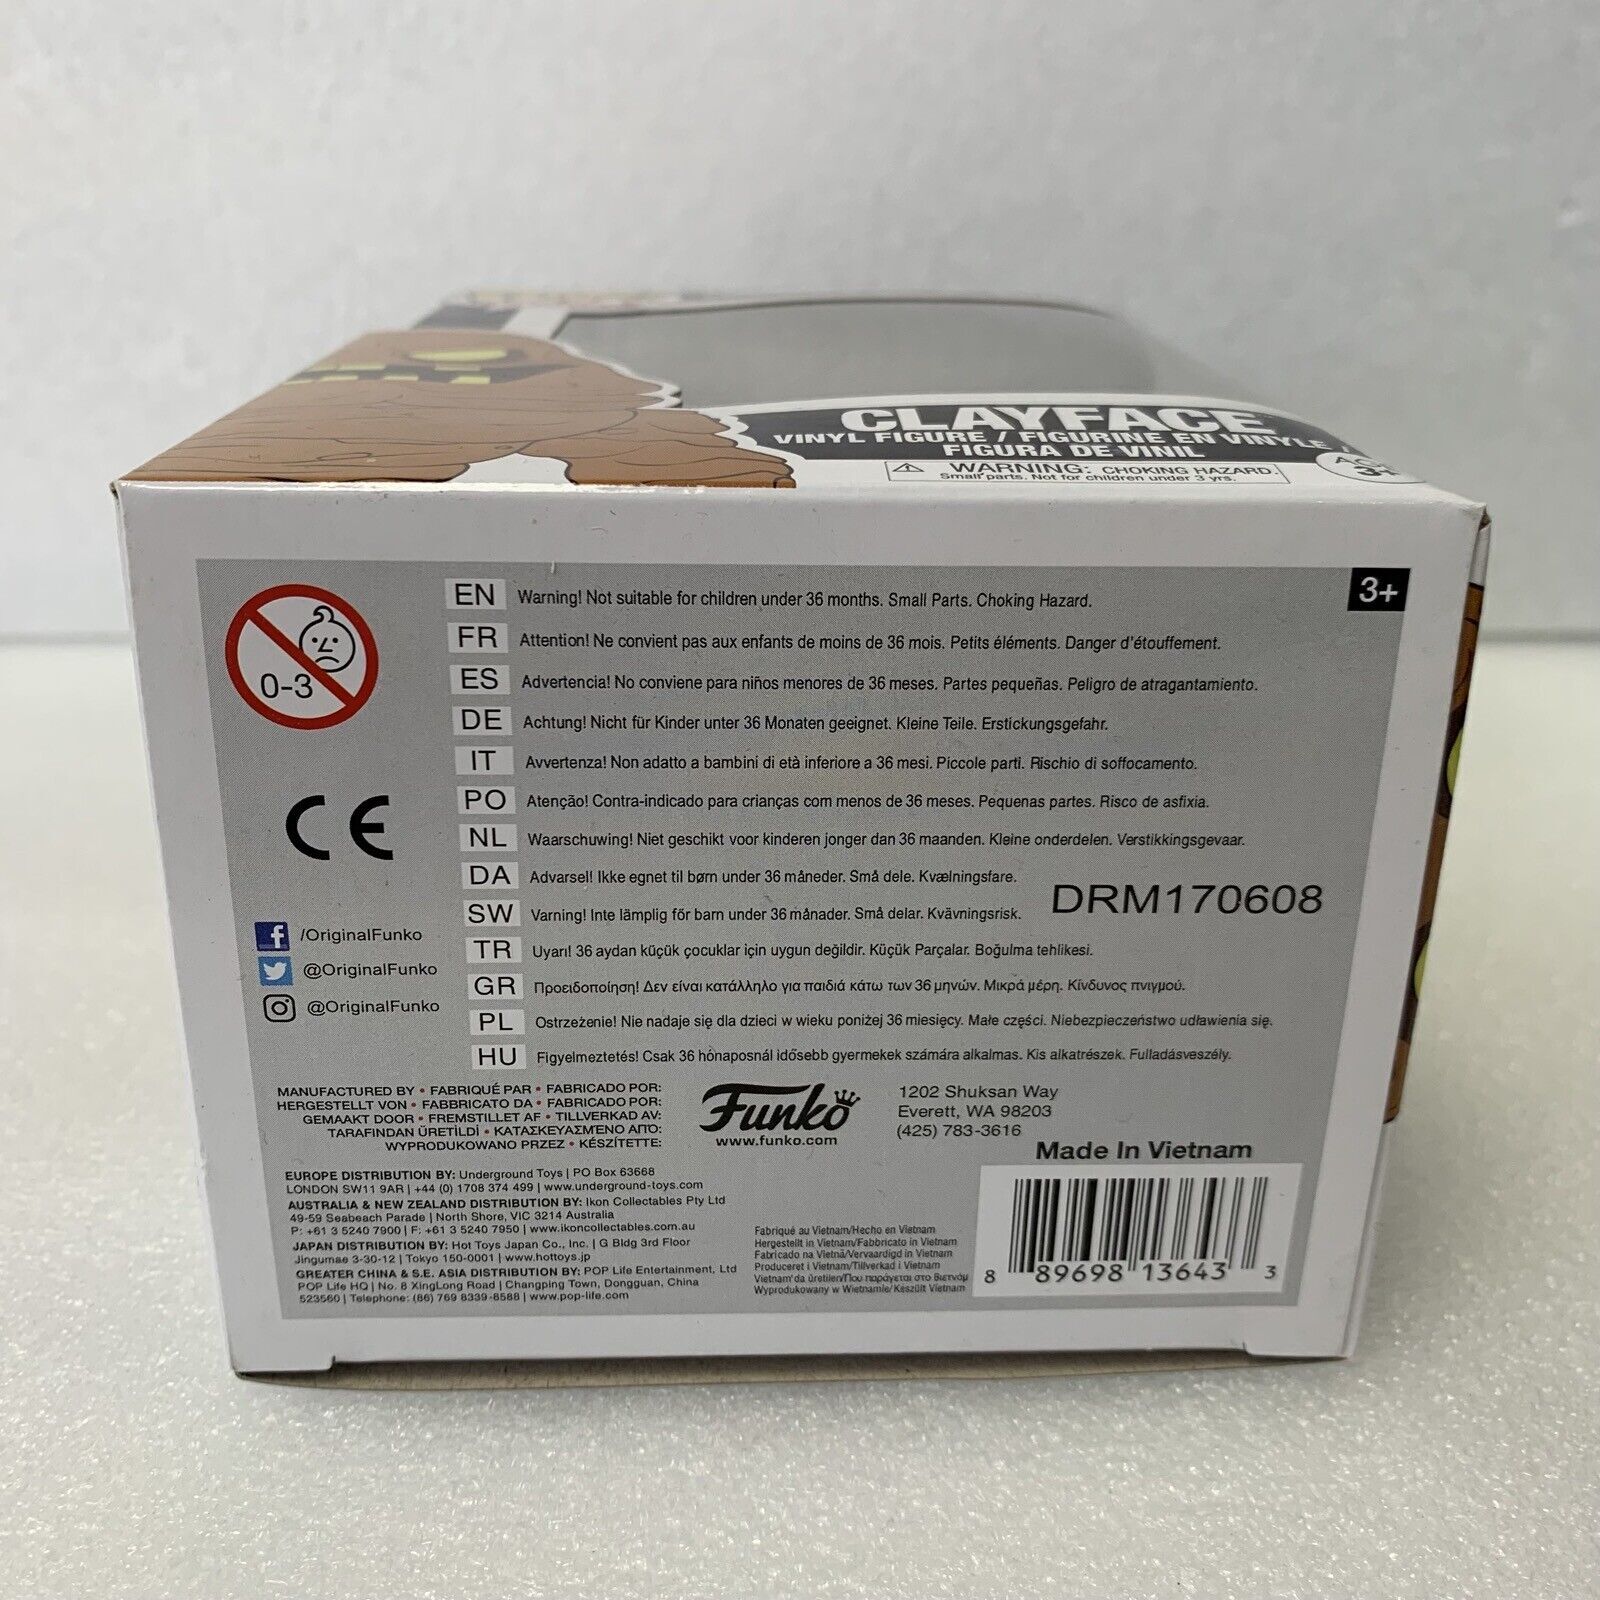 CLAYFACE
VINYL FIGURE / FIGURINE EN VINYLE /
FIGURA DE VINIL
WARNING: CHOKING HAZARD.
Small parts. Not for children under 3 yrs.
3+
3+
0-3
EN Warning! Not suitable for children under 36 months. Small Parts. Choking Hazard.
FR Attention! Ne convient pas aux enfants de moins de 36 mois. Petits éléments. Danger d'étouffement.
ES Advertencia! No conviene para niños menores de 36 meses. Partes pequeñas. Peligro de atragantamiento.
DE Achtung! Nicht für Kinder unter 36 Monaten geeignet. Kleine Teile. Erstickungsgefahr.
IT Avvertenza! Non adatto a bambini di età inferiore a 36 mesi. Piccole parti. Rischio di soffocamento.
PO Atenção! Contra-indicado para crianças com menos de 36 meses. Pequenas partes. Risco de asfixia.
NL Waarschuwing! Niet geschikt voor kinderen jonger dan 36 maanden. Kleine onderdelen. Verstikkingsgevaar.
DA Advarsel! Ikke egnet til børn under 36 måneder. Små dele. Kvælningsfare.
SW Varning! Inte lämplig för barn under 36 månader. Små delar. Kvävningsrisk.
TR Uyarı! 36 aydan küçük çocuklar için uygun değildir. Küçük Parçalar. Boğulma tehlikesi.
GR Προειδοποίηση! Δεν είναι κατάλληλο για παιδιά κάτω των 36 μηνών. Μικρά μέρη. Κίνδυνος πνιγμού.
PL Ostrzeżenie! Nie nadaje się dla dzieci w wieku poniżej 36 miesięcy. Małe części. Niebezpieczeństwo udławienia się.
HU Figyelmeztetés! Csak 36 hónaposnál idősebb gyermekek számára alkalmas. Kis alkatrészek. Fulladásveszély.
DRM170608
CE
/OriginalFunko
@OriginalFunko
@OriginalFunko
MANUFACTURED BY • FABRIQUÉ PAR • FABRICADO POR:
HERGESTELLT VON • FABBRICATO DA • FABRICADO POR:
GEMAAKT DOOR • FREMSTILLET AF • TILLVERKAD AV:
TARAFINDAN ÜRETİLDİ • ΚΑΤΑΣΚΕΥΑΣΜΈΝΟ ΑΠΌ:
WYPRODUKOWANO PRZEZ • KÉSZÍTETTE:
Funko
www.funko.com
1202 Shuksan Way
Everett, WA 98203
(425) 783-3616
Made In Vietnam
EUROPE DISTRIBUTION BY: Underground Toys | PO Box 63668
LONDON SW11 9AR | +44 (0) 1708 374 499 | www.underground-toys.com
AUSTRALIA & NEW ZEALAND DISTRIBUTION BY: Ikon Collectables Pty Ltd
49-59 Seabeach Parade | North Shore, VIC 3214 Australia
P: +61 3 5240 7900 | F: +61 3 5240 7950 | www.ikoncollectables.com.au
JAPAN DISTRIBUTION BY: Hot Toys Japan Co., Inc. | G Bldg 3rd Floor
Jingumae 3-30-12 | Tokyo 150-0001 | www.hottoys.jp
GREATER CHINA & S.E. ASIA DISTRIBUTION BY: POP Life Entertainment, Ltd
POP Life HQ | No. 8 XingLong Road | Changping Town, Dongguan, China
523560 | Telephone: (86) 769 8339-8588 | www.pop-life.com
Fabriqué au Vietnam/Hecho en Vietnam
Hergestellt in Vietnam/Fabbricato in Vietnam
Fabricado na Vietnã/Vervaardigd in Vietnam
Produceret i Vietnam/Tillverkad i Vietnam
Vietnam'da üretilen/Που παράγεται στο Βιετνάμ
Wyprodukowany w Wietnamie/Készült Vietnam
8 89698 13643 3